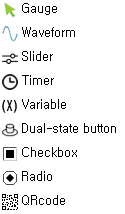 Gauge
Waveform
Slider
Timer
(X) Variable
Dual-state button
Checkbox
Radio
QRcode